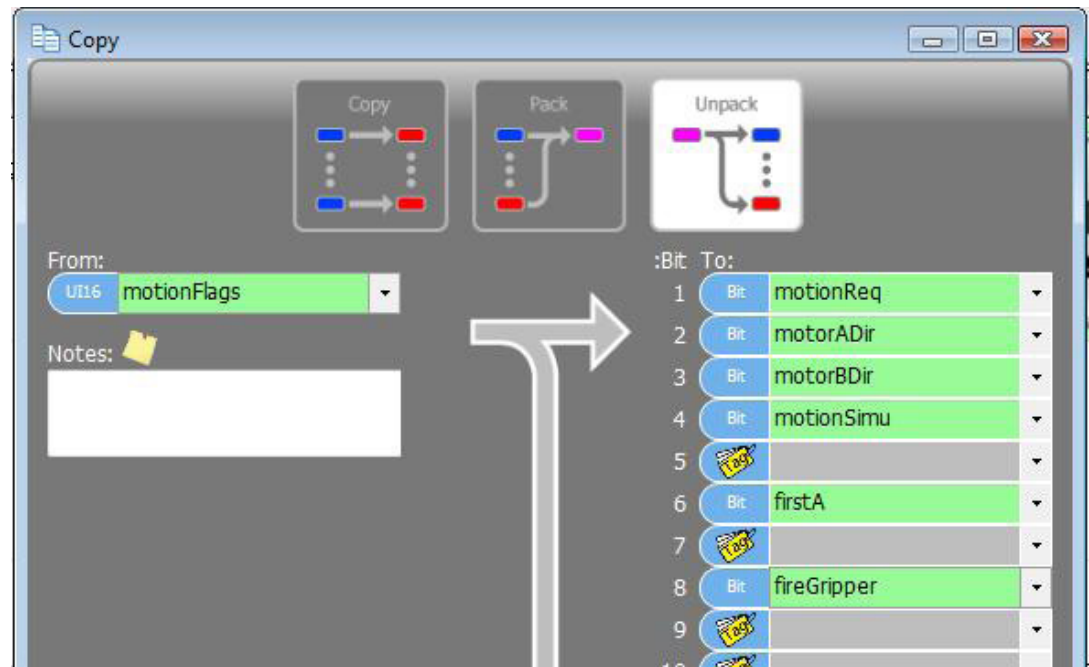 Copy
Copy Pack Unpack
From:
UI16 motionFlags
Notes:
:Bit To:
1 Bit motionReq
2 Bit motorADir
3 Bit motorBDir
4 Bit motionSimu
5 Tag
6 Bit firstA
7 Tag
8 Bit fireGripper
9 Tag